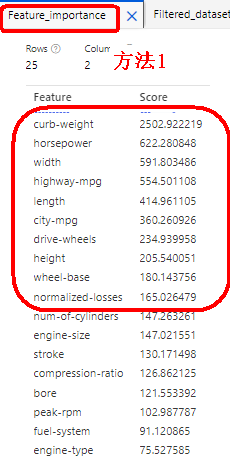 Feature_importance
Filtered_dataset
Rows
Colum
25
2
方法1
Feature Score
curb-weight 2502.922219
horsepower 622.280848
width 591.803486
highway-mpg 554.501108
length 414.961105
city-mpg 360.260926
drive-wheels 234.939958
height 205.540051
wheel-base 180.143756
normalized-losses 165.026479
num-of-cylinders 147.263261
engine-size 147.021551
stroke 130.171498
compression-ratio 126.862125
bore 121.553392
peak-rpm 102.987787
fuel-system 91.120865
engine-type 75.527585